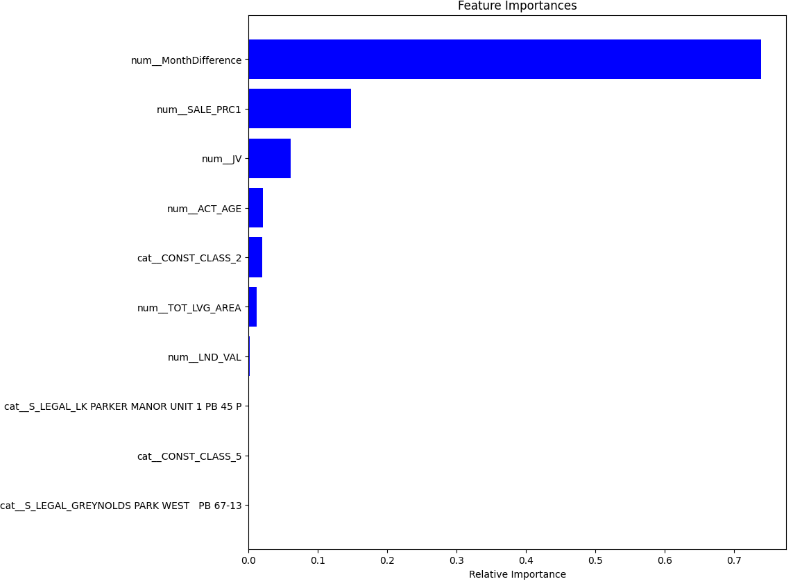 Feature Importances
num__MonthDifference
num__SALE_PRC1
num__JV
num__ACT_AGE
cat__CONST_CLASS_2
num__TOT_LVG_AREA
num__LND_VAL
cat__S_LEGAL_LK PARKER MANOR UNIT 1 PB 45 P
cat__CONST_CLASS_5
cat__S_LEGAL_GREYNOLDS PARK WEST   PB 67-13
0.0 0.1 0.2 0.3 0.4 0.5 0.6 0.7
Relative Importance